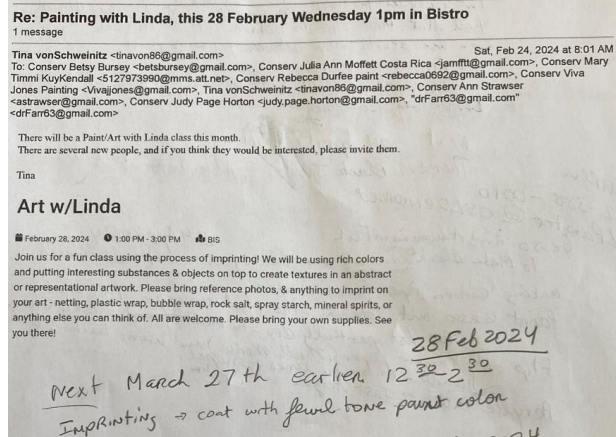 Re: Painting with Linda, this 28 February Wednesday 1pm in Bistro
1 message
Tina vonSchweinitz <tinavon86@gmail.com>
Sat, Feb 24, 2024 at 8:01 AM
To: Conserv Betsy Bursey <betsbursey@gmail.com>, Conserv Julia Ann Moffett Costa Rica <jamfftt@gmail.com>, Conserv Mary
Timmi KuyKendall <5127973990@mms.att.net>, Conserv Rebecca Durfee paint <rebecca0692@gmail.com>, Conserv Viva
Jones Painting <Vivajjones@gmail.com>, Tina vonSchweinitz <tinavon86@gmail.com>, Conserv Ann Strawser
<astrawser@gmail.com>, Conserv Judy Page Horton <judy.page.horton@gmail.com>, "drFarr63@gmail.com"
<drFarr63@gmail.com>
There will be a Paint/Art with Linda class this month.
There are several new people, and if you think they would be interested, please invite them.
Tina
Art w/Linda
February 28, 2024 1:00 PM - 3:00 PM BIS
Join us for a fun class using the process of imprinting! We will be using rich colors
and putting interesting substances & objects on top to create textures in an abstract
or representational artwork. Please bring reference photos, & anything to imprint on
your art - netting, plastic wrap, bubble wrap, rock salt, spray starch, mineral spirits, or
anything else you can think of. All are welcome. Please bring your own supplies. See
you there!
28 Feb 2024
Next March 27th earlier 12 30 - 2 30
IMPRINTING → coat with jewel tone paint color